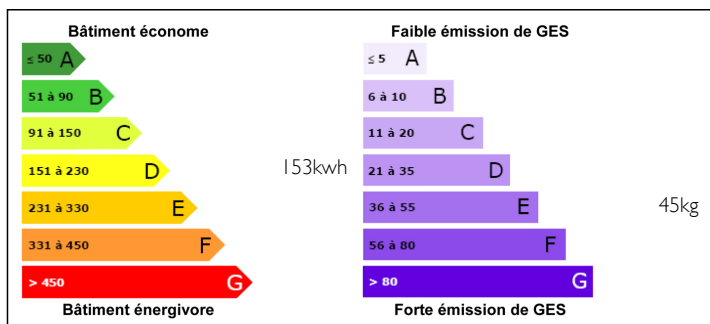 Bâtiment économe
≤ 50 A
51 à 90 B
91 à 150 C
151 à 230 D
231 à 330 E
331 à 450 F
> 450 G
Bâtiment énergivore
153kwh
Faible émission de GES
≤ 5 A
6 à 10 B
11 à 20 C
21 à 35 D
36 à 55 E
56 à 80 F
> 80 G
Forte émission de GES
45kg